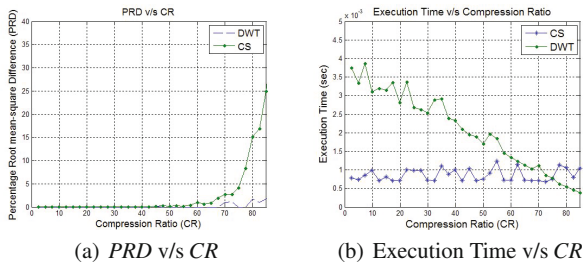 PRD v/s CR
40
35
30
25
20
15
10
5
0
Percentage Root mean-square Difference (PRD)
DWT
CS
10 20 30 40 50 60 70 80
Compression Ratio (CR)
(a) PRD v/s CR
Execution Time v/s Compression Ratio
x 10⁻³
5
4.5
4
3.5
3
2.5
2
1.5
1
0.5
0
Execution Time (sec)
CS
DWT
0 10 20 30 40 50 60 70 80
Compression Ratio (CR)
(b) Execution Time v/s CR